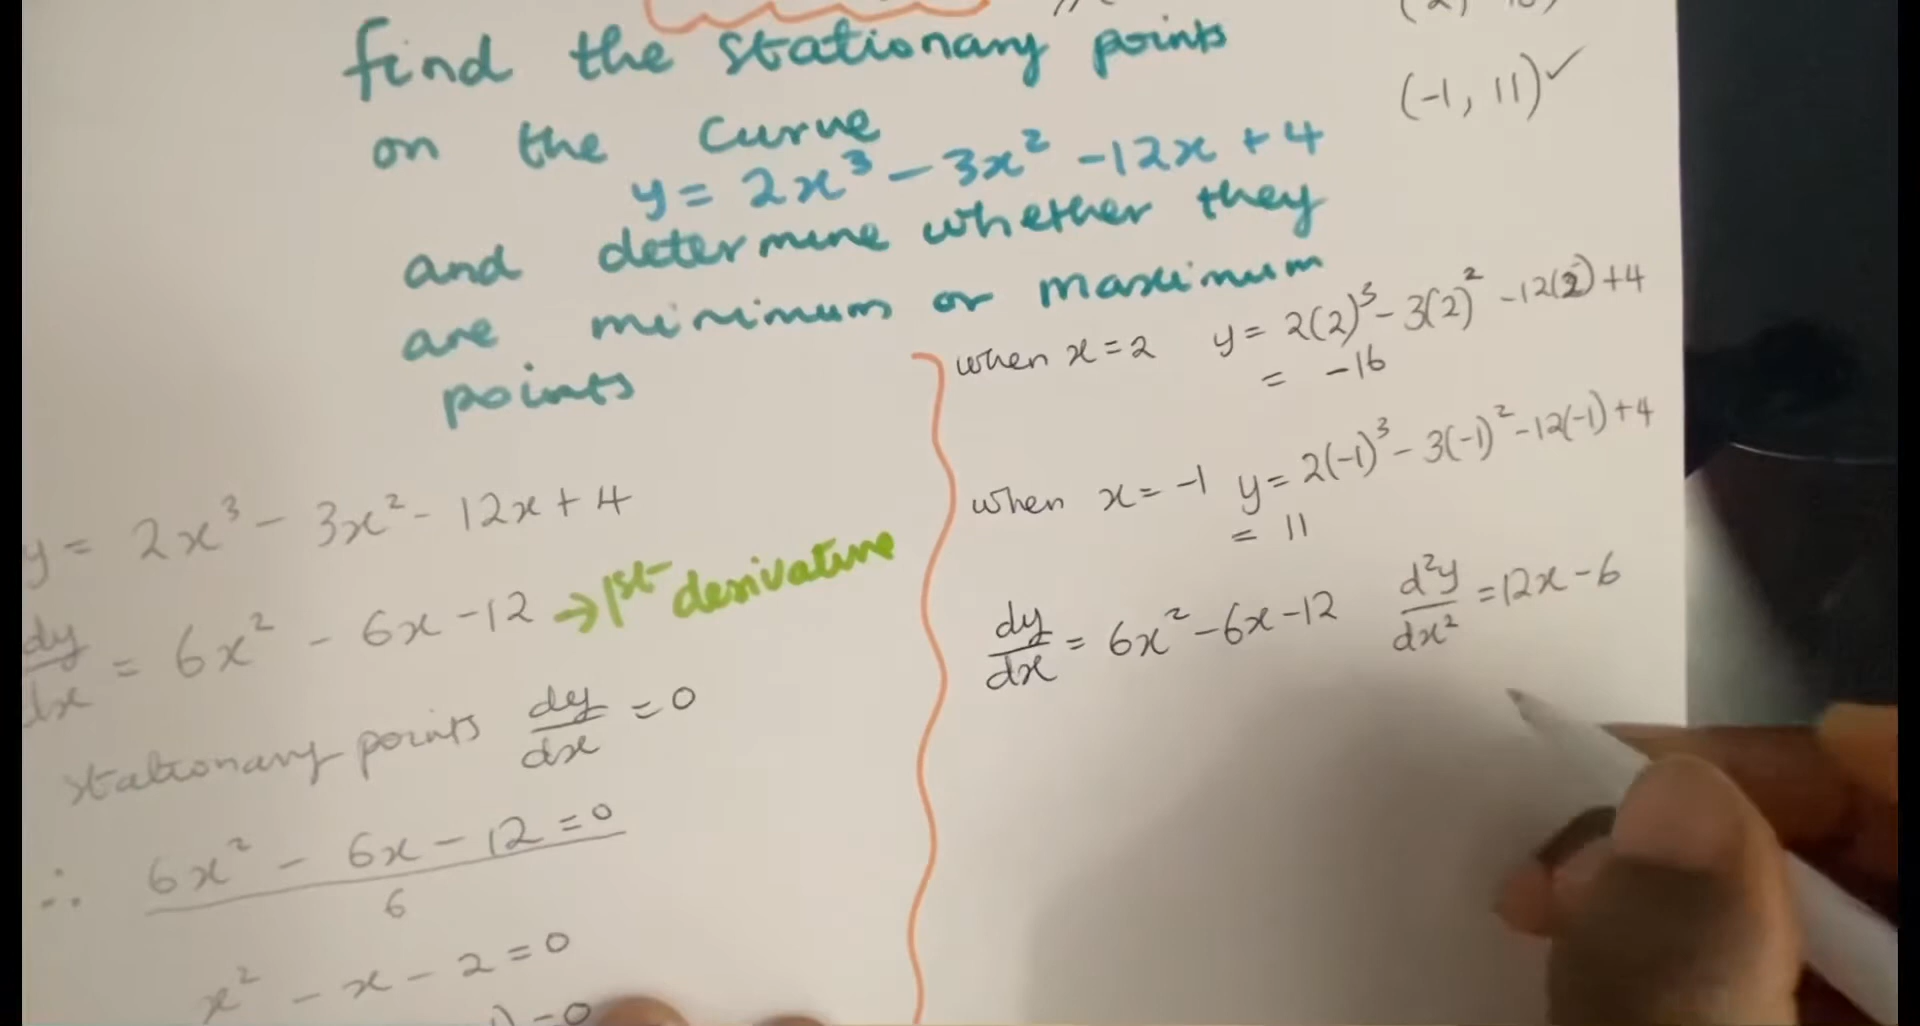 find the stationary points
on the curve
y = 2x³ - 3x² - 12x + 4
and determine whether they
are minimum or maximum
points
(-1, 11) ✓
y = 2x³ - 3x² - 12x + 4
dy/dx = 6x² - 6x - 12 → 1st derivative
stationary points dy/dx = 0
∴ 6x² - 6x - 12 = 0
6
x² - x - 2 = 0
when x = 2 y = 2(2)³ - 3(2)² - 12(2) + 4
= -16
when x = -1 y = 2(-1)³ - 3(-1)² - 12(-1) + 4
= 11
dy/dx = 6x² - 6x - 12 d²y/dx² = 12x - 6